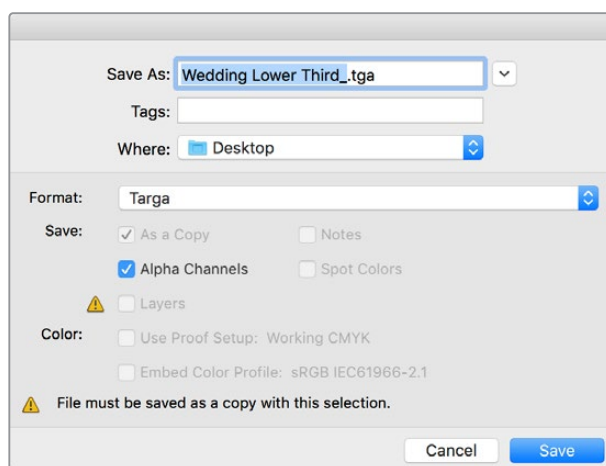 Save As: Wedding Lower Third_.tga
Tags:
Where: Desktop
Format: Targa
Save: As a Copy Notes
Alpha Channels Spot Colors
Layers
Color: Use Proof Setup: Working CMYK
Embed Color Profile: sRGB IEC61966-2.1
File must be saved as a copy with this selection.
Cancel Save